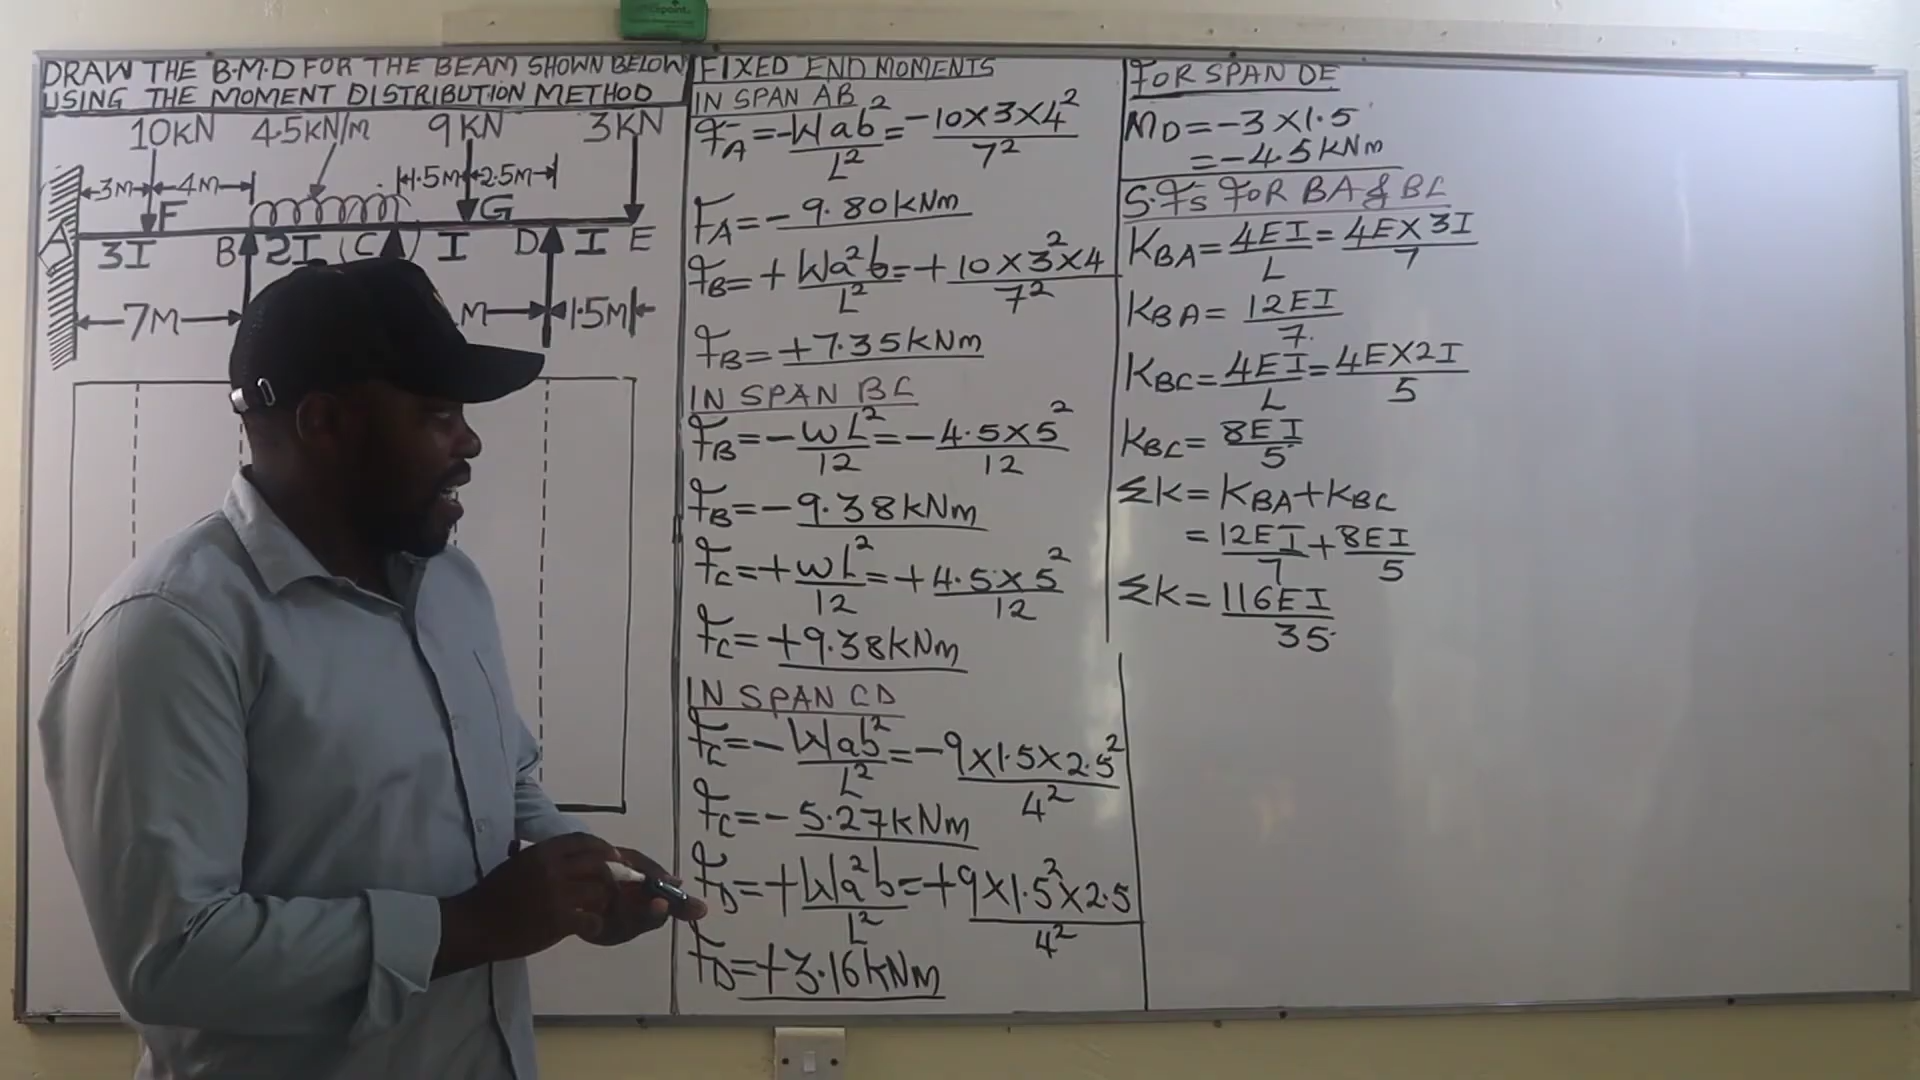 DRAW THE B.M.D FOR THE BEAM SHOWN BELOW
USING THE MOMENT DISTRIBUTION METHOD
10KN 4.5KN/m 9KN 3KN
3M 4M 1.5M 2.5M
F G
A B C D E
3I 2I I I
7M M 1.5M
FIXED END MOMENTS
IN SPAN AB
FA = -Wab²/L² = -10×3×4²/7²
FA = -9.80kNm
FB = +Wa²b/L² = +10×3²×4/7²
FB = +7.35kNm
IN SPAN BC
FB = -wL²/12 = -4.5×5²/12
FB = -9.38kNm
FC = +wL²/12 = +4.5×5²/12
FC = +9.38kNm
IN SPAN CD
FC = -Wab²/L² = -9×1.5×2.5²/4²
FC = -5.27kNm
FD = +Wa²b/L² = +9×1.5²×2.5/4²
FD = +3.16kNm
FOR SPAN DE
MD = -3×1.5
= -4.5kNm
S.Fs FOR BA & BC
KBA = 4EI/L = 4E×3I/7
KBA = 12EI/7
KBC = 4EI/L = 4E×2I/5
KBC = 8EI/5
ΣK = KBA + KBC
= 12EI/7 + 8EI/5
ΣK = 116EI/35